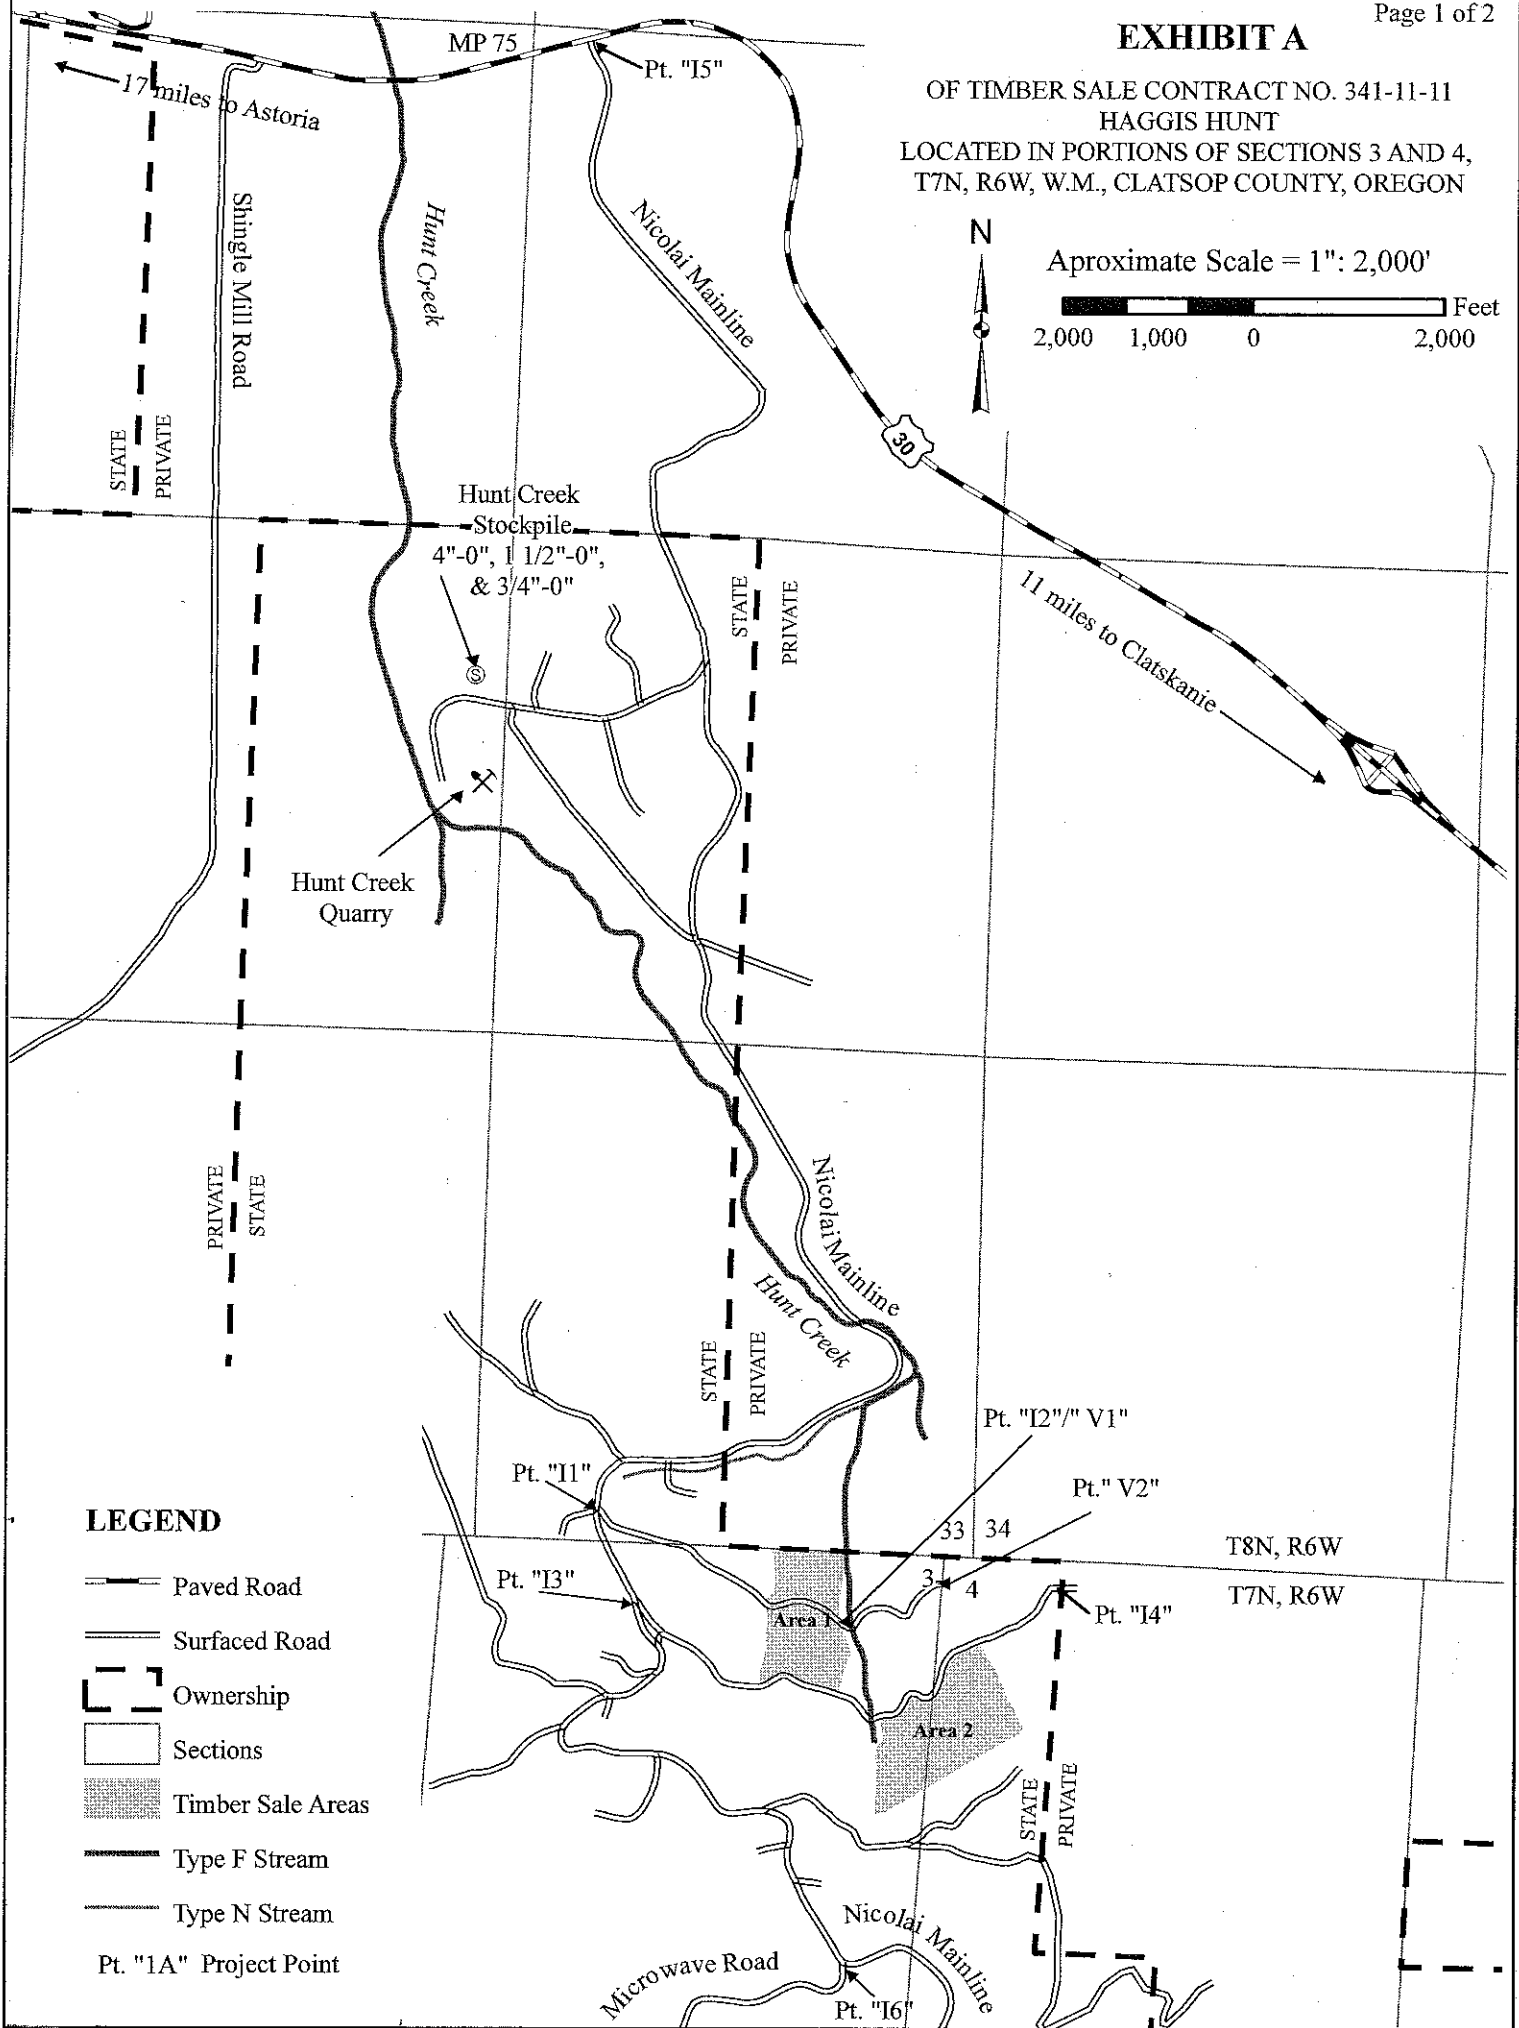 Page 1 of 2
EXHIBIT A
OF TIMBER SALE CONTRACT NO. 341-11-11
HAGGIS HUNT
LOCATED IN PORTIONS OF SECTIONS 3 AND 4,
T7N, R6W, W.M., CLATSOP COUNTY, OREGON
N
Aproximate Scale = 1": 2,000'
Feet
2,000 1,000 0 2,000
MP 75
Pt. "I5"
17 miles to Astoria
Shingle Mill Road
Hunt Creek
Nicolai Mainline
30
STATE
PRIVATE
Hunt Creek
Stockpile
4"-0", 1 1/2"-0",
& 3/4"-0"
S
STATE
PRIVATE
11 miles to Clatskanie
Hunt Creek
Quarry
PRIVATE
STATE
Nicolai Mainline
Hunt Creek
STATE
PRIVATE
Pt. "I2"/" V1"
Pt. "I1"
Pt." V2"
33 34
T8N, R6W
Pt. "I3"
3 4
T7N, R6W
Area 1
Pt. "I4"
Area 2
STATE
PRIVATE
Nicolai Mainline
Microwave Road
Pt. "I6"
LEGEND
Paved Road
Surfaced Road
Ownership
Sections
Timber Sale Areas
Type F Stream
Type N Stream
Pt. "1A" Project Point